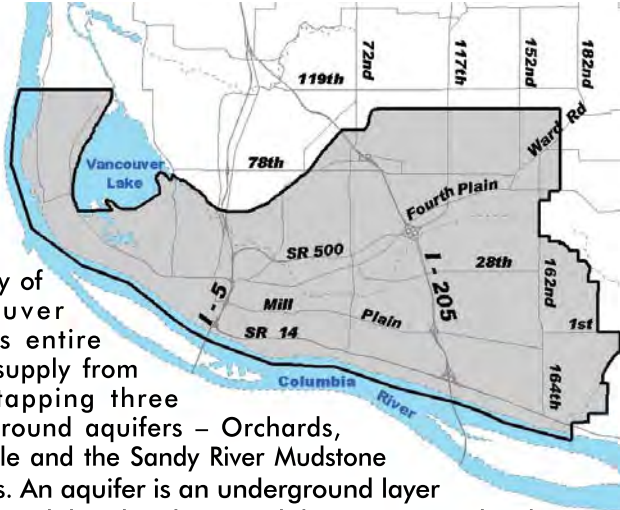 72nd
117th
152nd
182nd
119th
Ward Rd
Vancouver
Lake
78th
Fourth Plain
SR 500
28th
162nd
I - 205
I - 5
Mill
Plain
SR 14
1st
164th
Columbia
River
y of
uver
s entire
supply from
tapping three
round aquifers – Orchards,
le and the Sandy River Mudstone
s. An aquifer is an underground layer